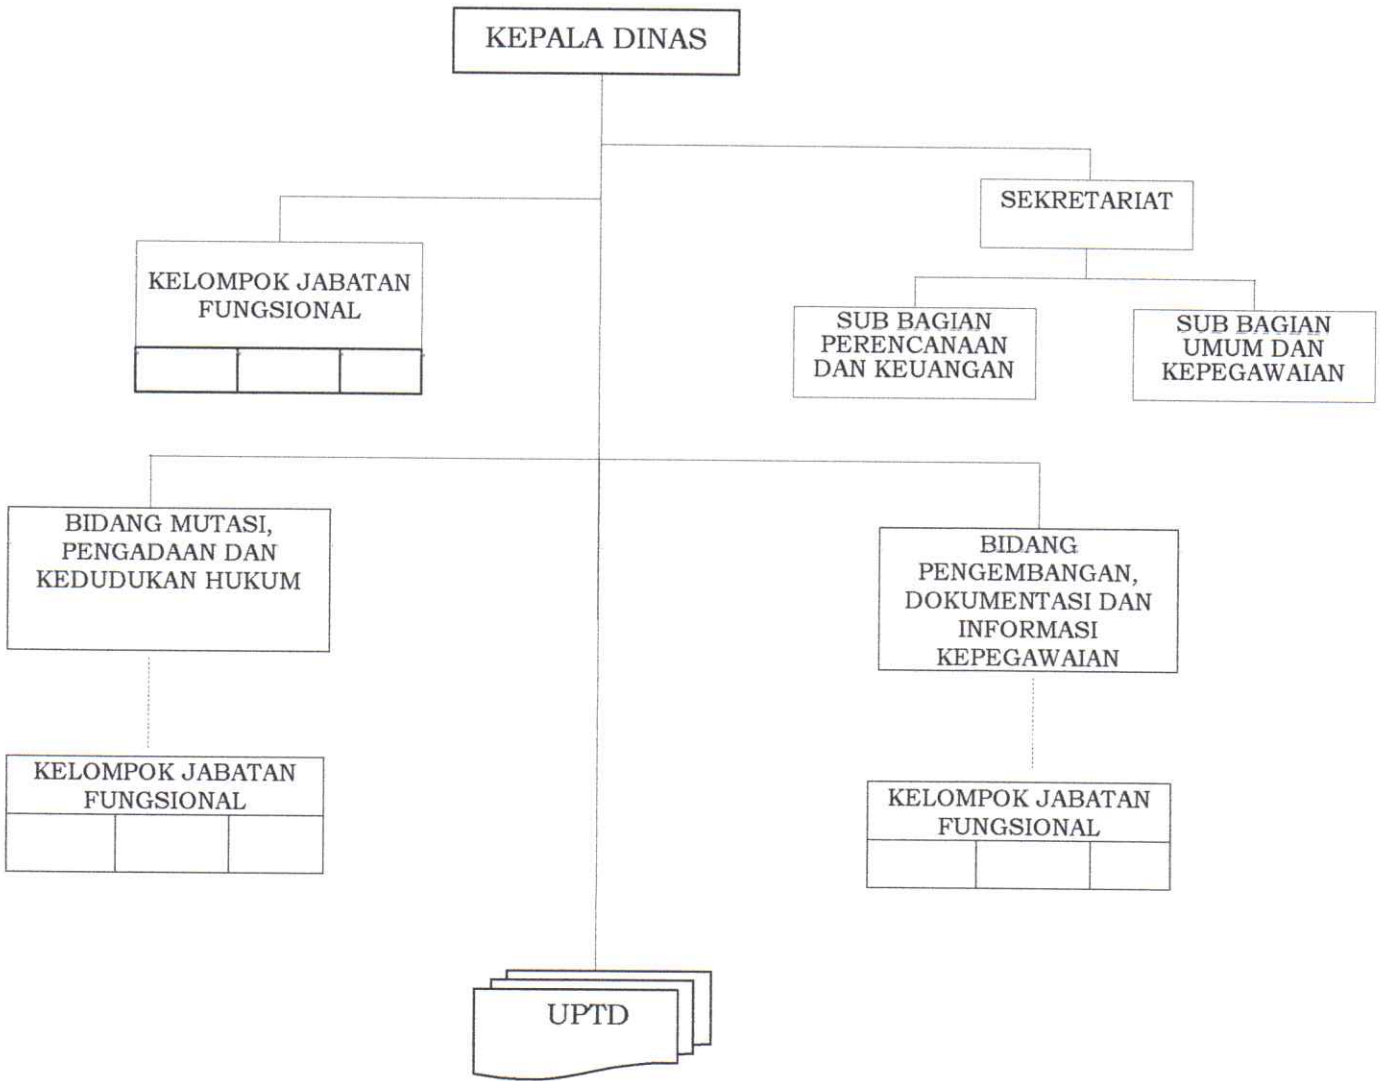 KEPALA DINAS
SEKRETARIAT
KELOMPOK JABATAN
FUNGSIONAL
SUB BAGIAN
PERENCANAAN
DAN KEUANGAN
SUB BAGIAN
UMUM DAN
KEPEGAWAIAN
BIDANG MUTASI,
PENGADAAN DAN
KEDUDUKAN HUKUM
BIDANG
PENGEMBANGAN,
DOKUMENTASI DAN
INFORMASI
KEPEGAWAIAN
KELOMPOK JABATAN
FUNGSIONAL
KELOMPOK JABATAN
FUNGSIONAL
UPTD